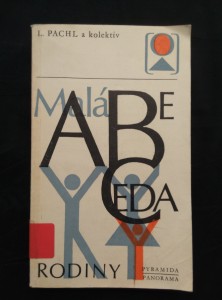 L. PACHL a kolektiv
Malá
ABE
CEDA
RODINY
PYRAMIDA
PANORAMA